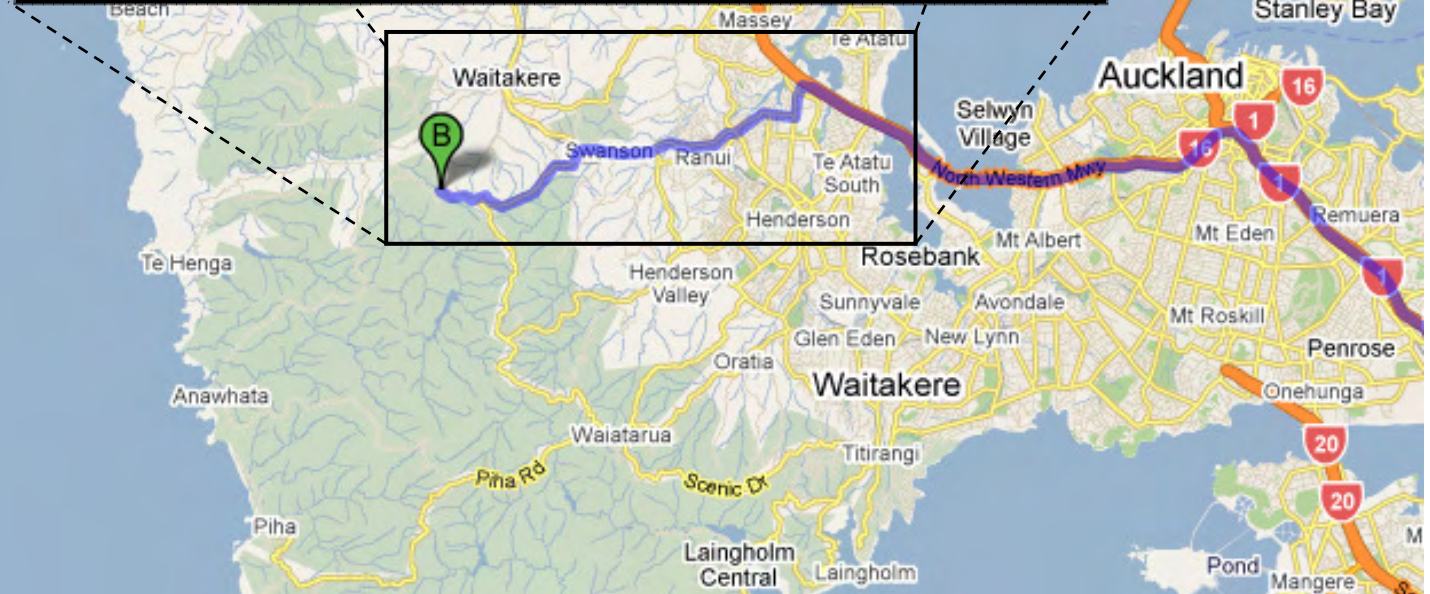 Beach
Massey
Te Atatu
Stanley Bay
Waitakere
Auckland
16
B
Selwyn
Village
1
16
Swanson
Ranui
Te Atatu
South
North Western Mwy
1
Henderson
Remuera
Mt Eden
Mt Albert
Rosebank
Te Henga
1
Henderson
Valley
Sunnyvale
Avondale
Mt Roskill
Glen Eden
New Lynn
Penrose
Oratia
Waitakere
Onehunga
Anawhata
Waiatarua
20
Titirangi
Piha Rd
Scenic Dr
20
Piha
Laingholm
Central
Laingholm
Pond
Mangere